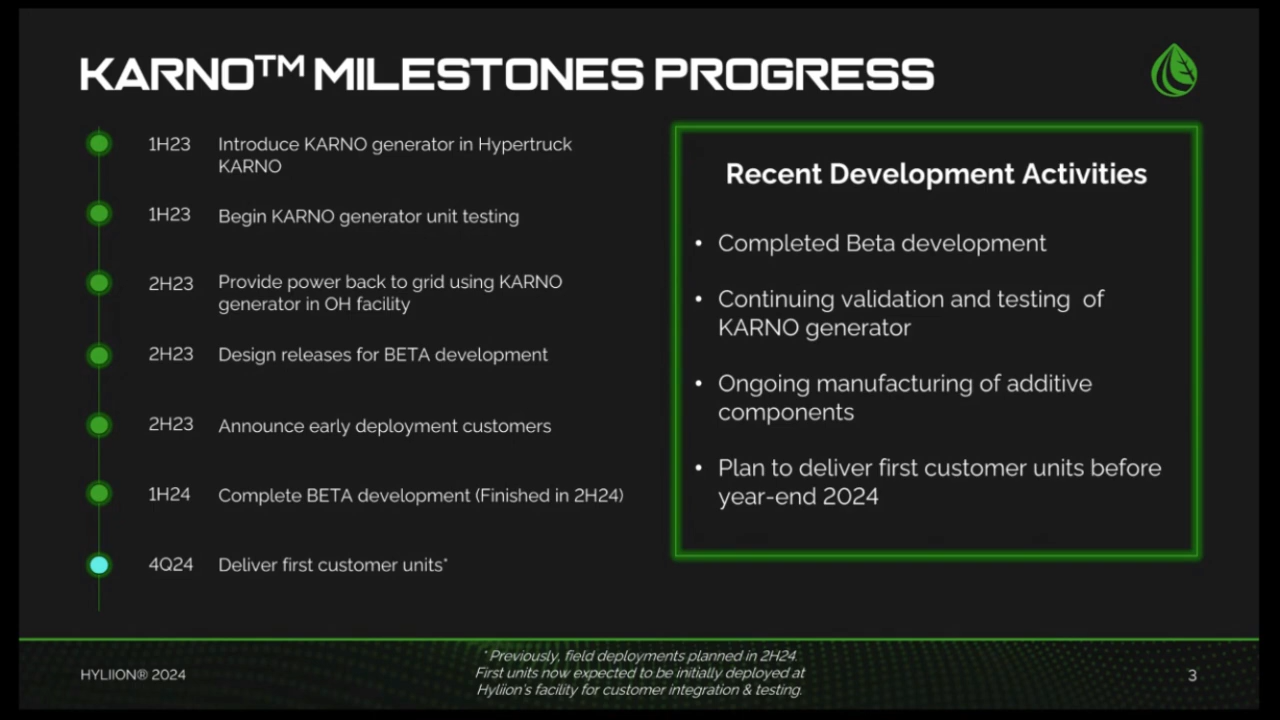 KARNO™ MILESTONES PROGRESS
1H23 Introduce KARNO generator in Hypertruck
KARNO
1H23 Begin KARNO generator unit testing
2H23 Provide power back to grid using KARNO
generator in OH facility
2H23 Design releases for BETA development
2H23 Announce early deployment customers
1H24 Complete BETA development (Finished in 2H24)
4Q24 Deliver first customer units*
Recent Development Activities
• Completed Beta development
• Continuing validation and testing of
KARNO generator
• Ongoing manufacturing of additive
components
• Plan to deliver first customer units before
year-end 2024
HYLIION® 2024
* Previously, field deployments planned in 2H24.
First units now expected to be initially deployed at
Hyliion's facility for customer integration & testing.
3